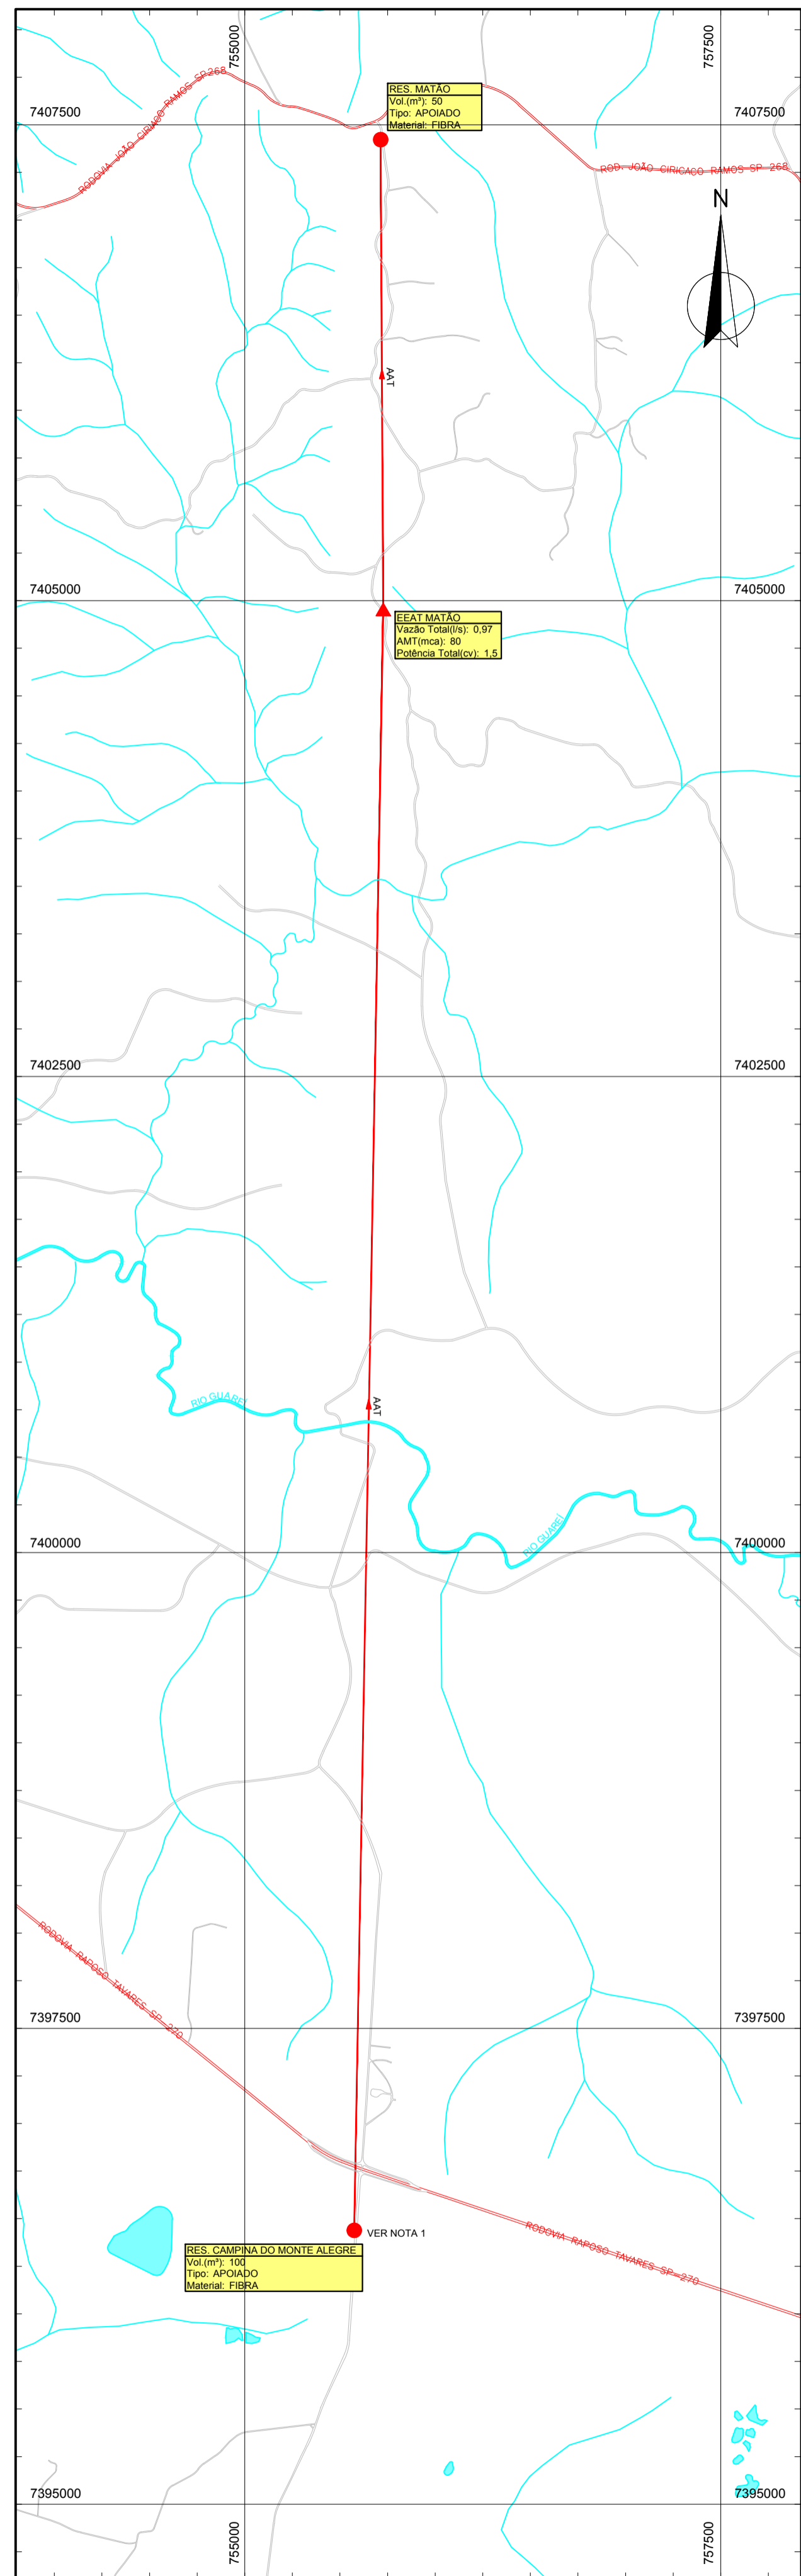 755000
757500
RES. MATÃO
Vol.(m³): 50
Tipo: APOIADO
Material: FIBRA
7407500
7407500
RODOVIA JOÃO CIRIACO RAMOS SP 268
ROD. JOÃO CIRICACO RAMOS SP 268
N
AAT
7405000
7405000
EEAT MATÃO
Vazão Total(l/s): 0,97
AMT(mca): 80
Potência Total(cv): 1,5
7402500
7402500
RIO GUAREÍ
AAT
RIO GUAREÍ
7400000
7400000
RODOVIA RAPOSO TAVARES SP-270
7397500
7397500
VER NOTA 1
RES. CAMPINA DO MONTE ALEGRE
Vol.(m³): 100
Tipo: APOIADO
Material: FIBRA
RODOVIA RAPOSO TAVARES SP-270
7395000
7395000
755000
757500